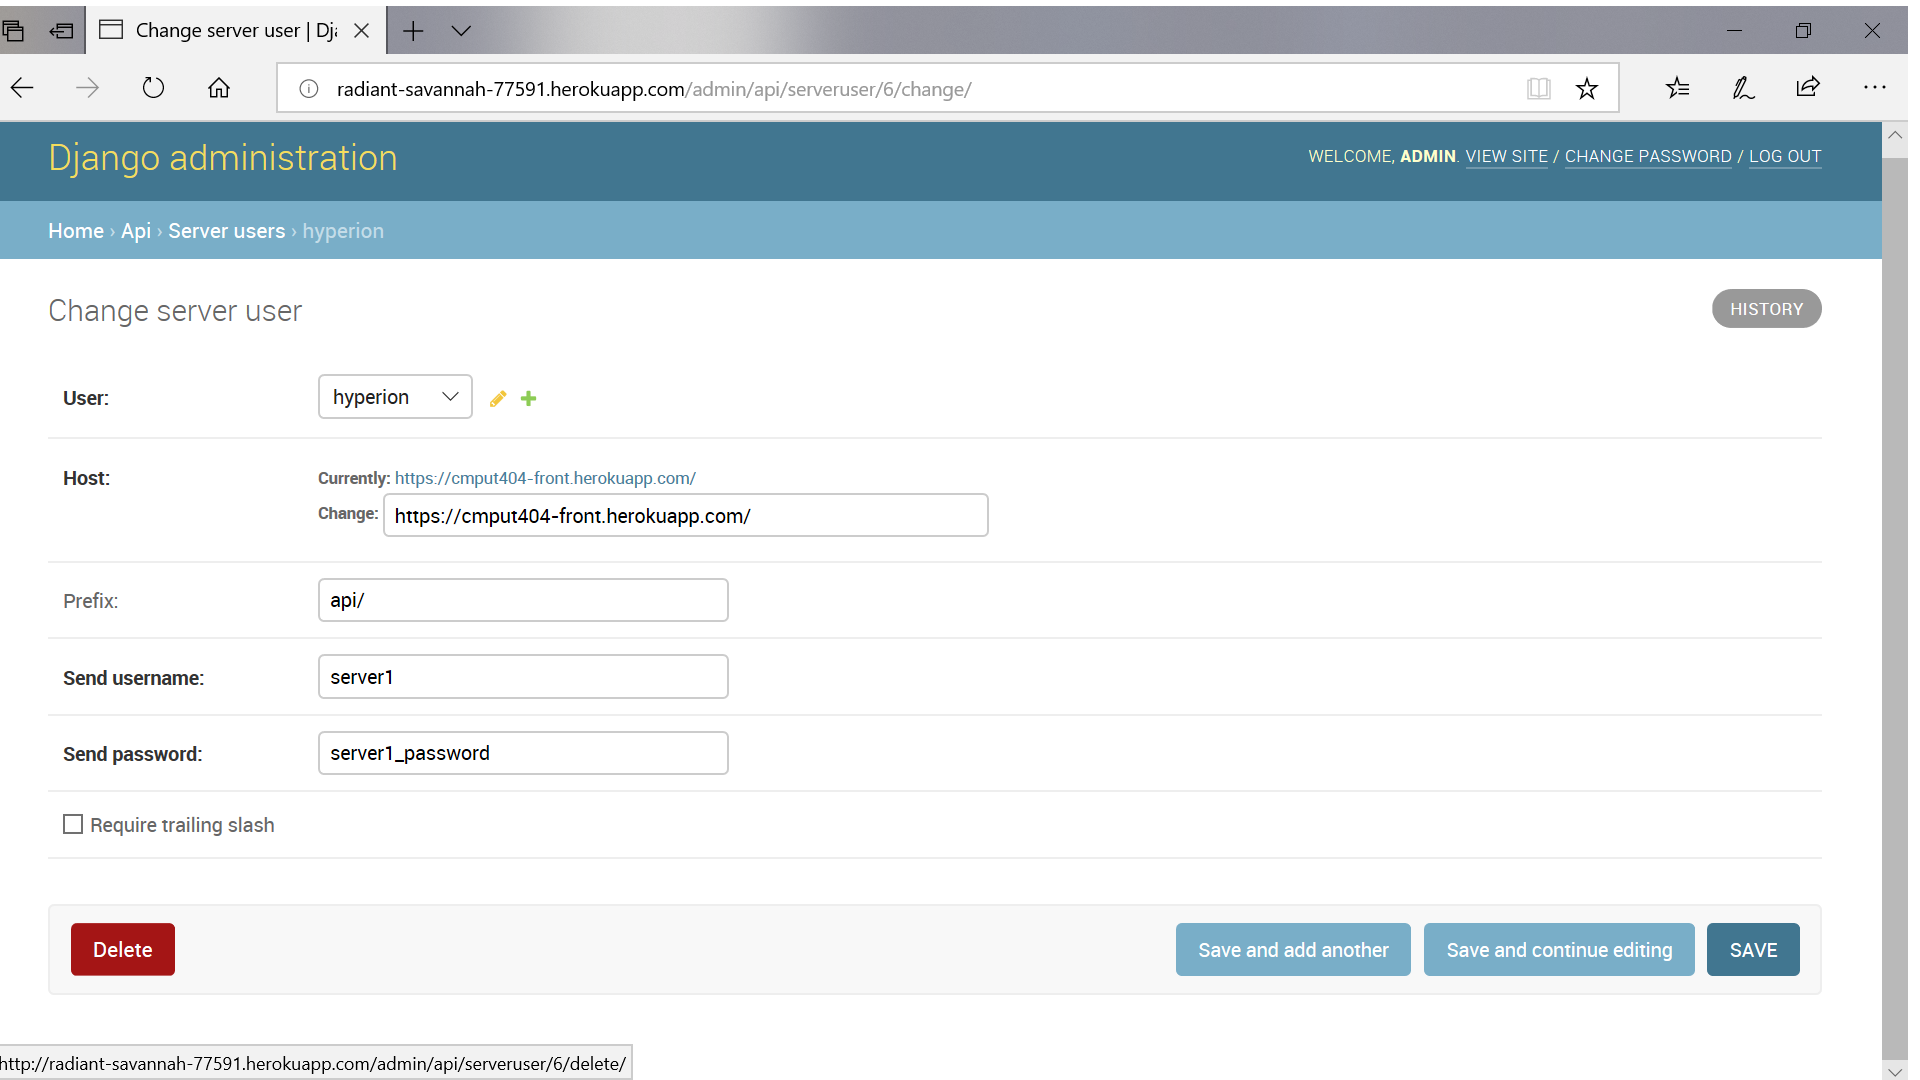 Change server user | Dj
radiant-savannah-77591.herokuapp.com/admin/api/serveruser/6/change/
Django administration
WELCOME, ADMIN. VIEW SITE / CHANGE PASSWORD / LOG OUT
Home › Api › Server users › hyperion
Change server user
HISTORY
User: hyperion
Host: Currently: https://cmput404-front.herokuapp.com/
Change: https://cmput404-front.herokuapp.com/
Prefix: api/
Send username: server1
Send password: server1_password
Require trailing slash
Delete Save and add another Save and continue editing SAVE
http://radiant-savannah-77591.herokuapp.com/admin/api/serveruser/6/delete/